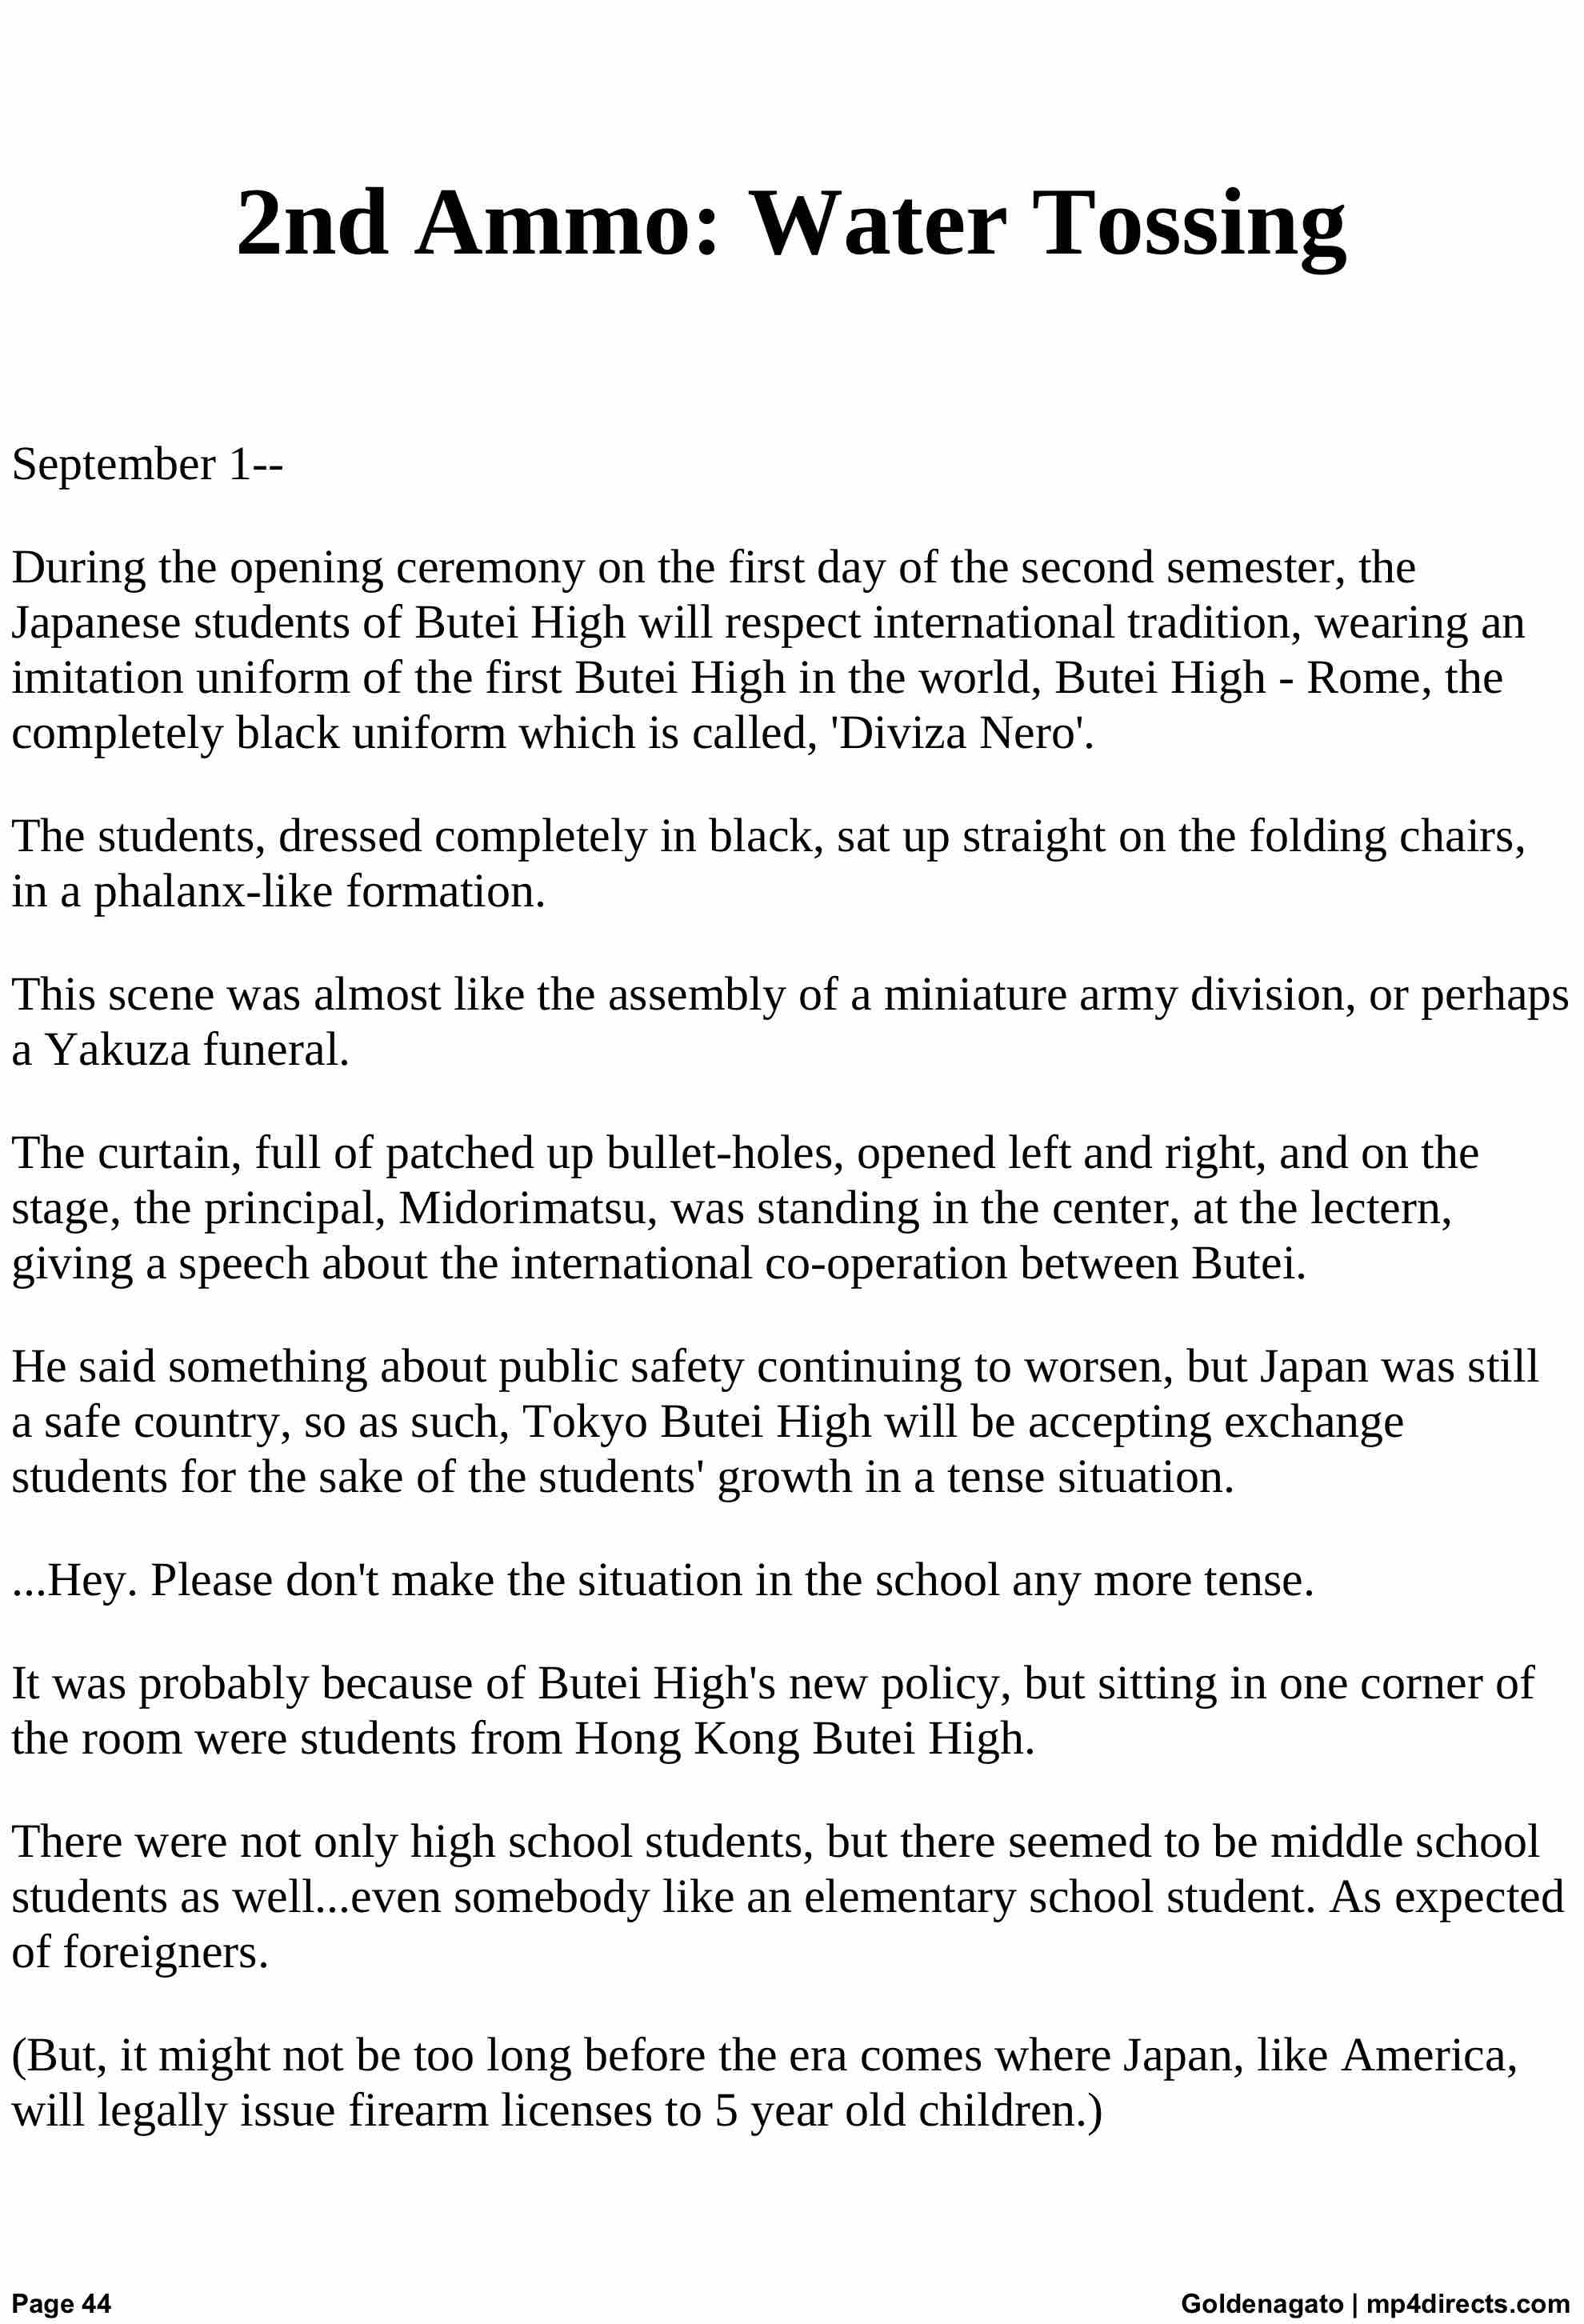 2nd Ammo: Water Tossing
September 1--
During the opening ceremony on the first day of the second semester, the
Japanese students of Butei High will respect international tradition, wearing an
imitation uniform of the first Butei High in the world, Butei High - Rome, the
completely black uniform which is called, 'Diviza Nero'.
The students, dressed completely in black, sat up straight on the folding chairs,
in a phalanx-like formation.
This scene was almost like the assembly of a miniature army division, or perhaps
a Yakuza funeral.
The curtain, full of patched up bullet-holes, opened left and right, and on the
stage, the principal, Midorimatsu, was standing in the center, at the lectern,
giving a speech about the international co-operation between Butei.
He said something about public safety continuing to worsen, but Japan was still
a safe country, so as such, Tokyo Butei High will be accepting exchange
students for the sake of the students' growth in a tense situation.
...Hey. Please don't make the situation in the school any more tense.
It was probably because of Butei High's new policy, but sitting in one corner of
the room were students from Hong Kong Butei High.
There were not only high school students, but there seemed to be middle school
students as well...even somebody like an elementary school student. As expected
of foreigners.
(But, it might not be too long before the era comes where Japan, like America,
will legally issue firearm licenses to 5 year old children.)
Page 44
Goldenagato | mp4directs.com